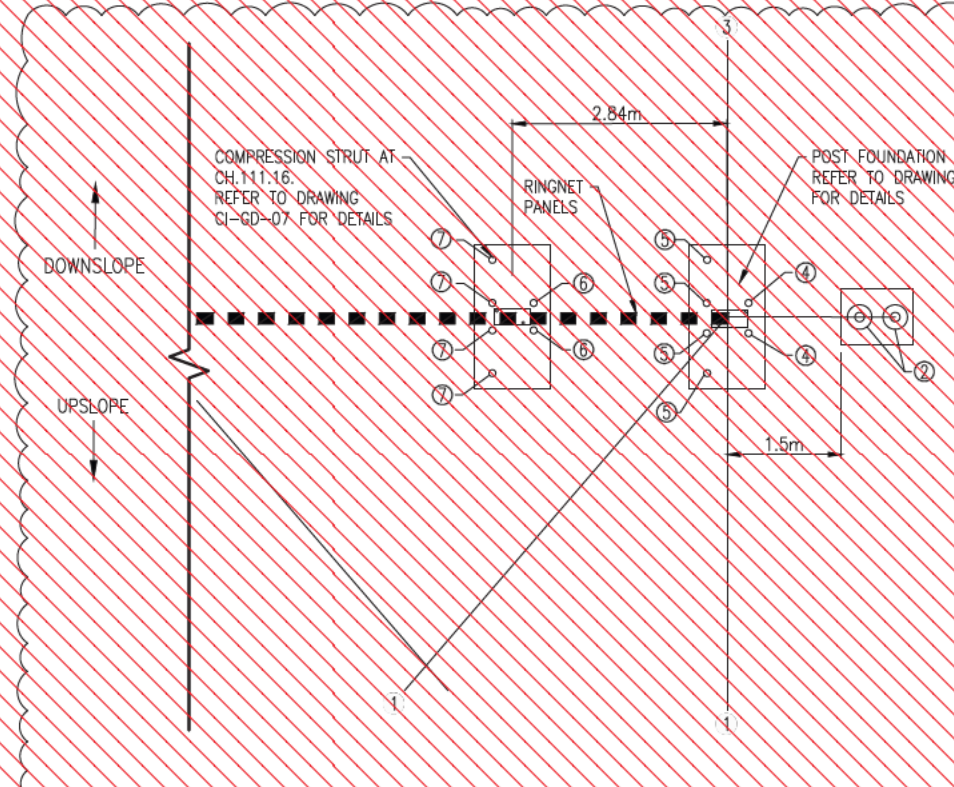 3
2.84m
COMPRESSION STRUT AT
CH.111.16.
REFER TO DRAWING
CI-GD-07 FOR DETAILS
RINGNET
PANELS
POST FOUNDATION
REFER TO DRAWING
FOR DETAILS
7
5
4
DOWNSLOPE
7
6
5
7
6
5
4
2
7
5
UPSLOPE
1.5m
1
1